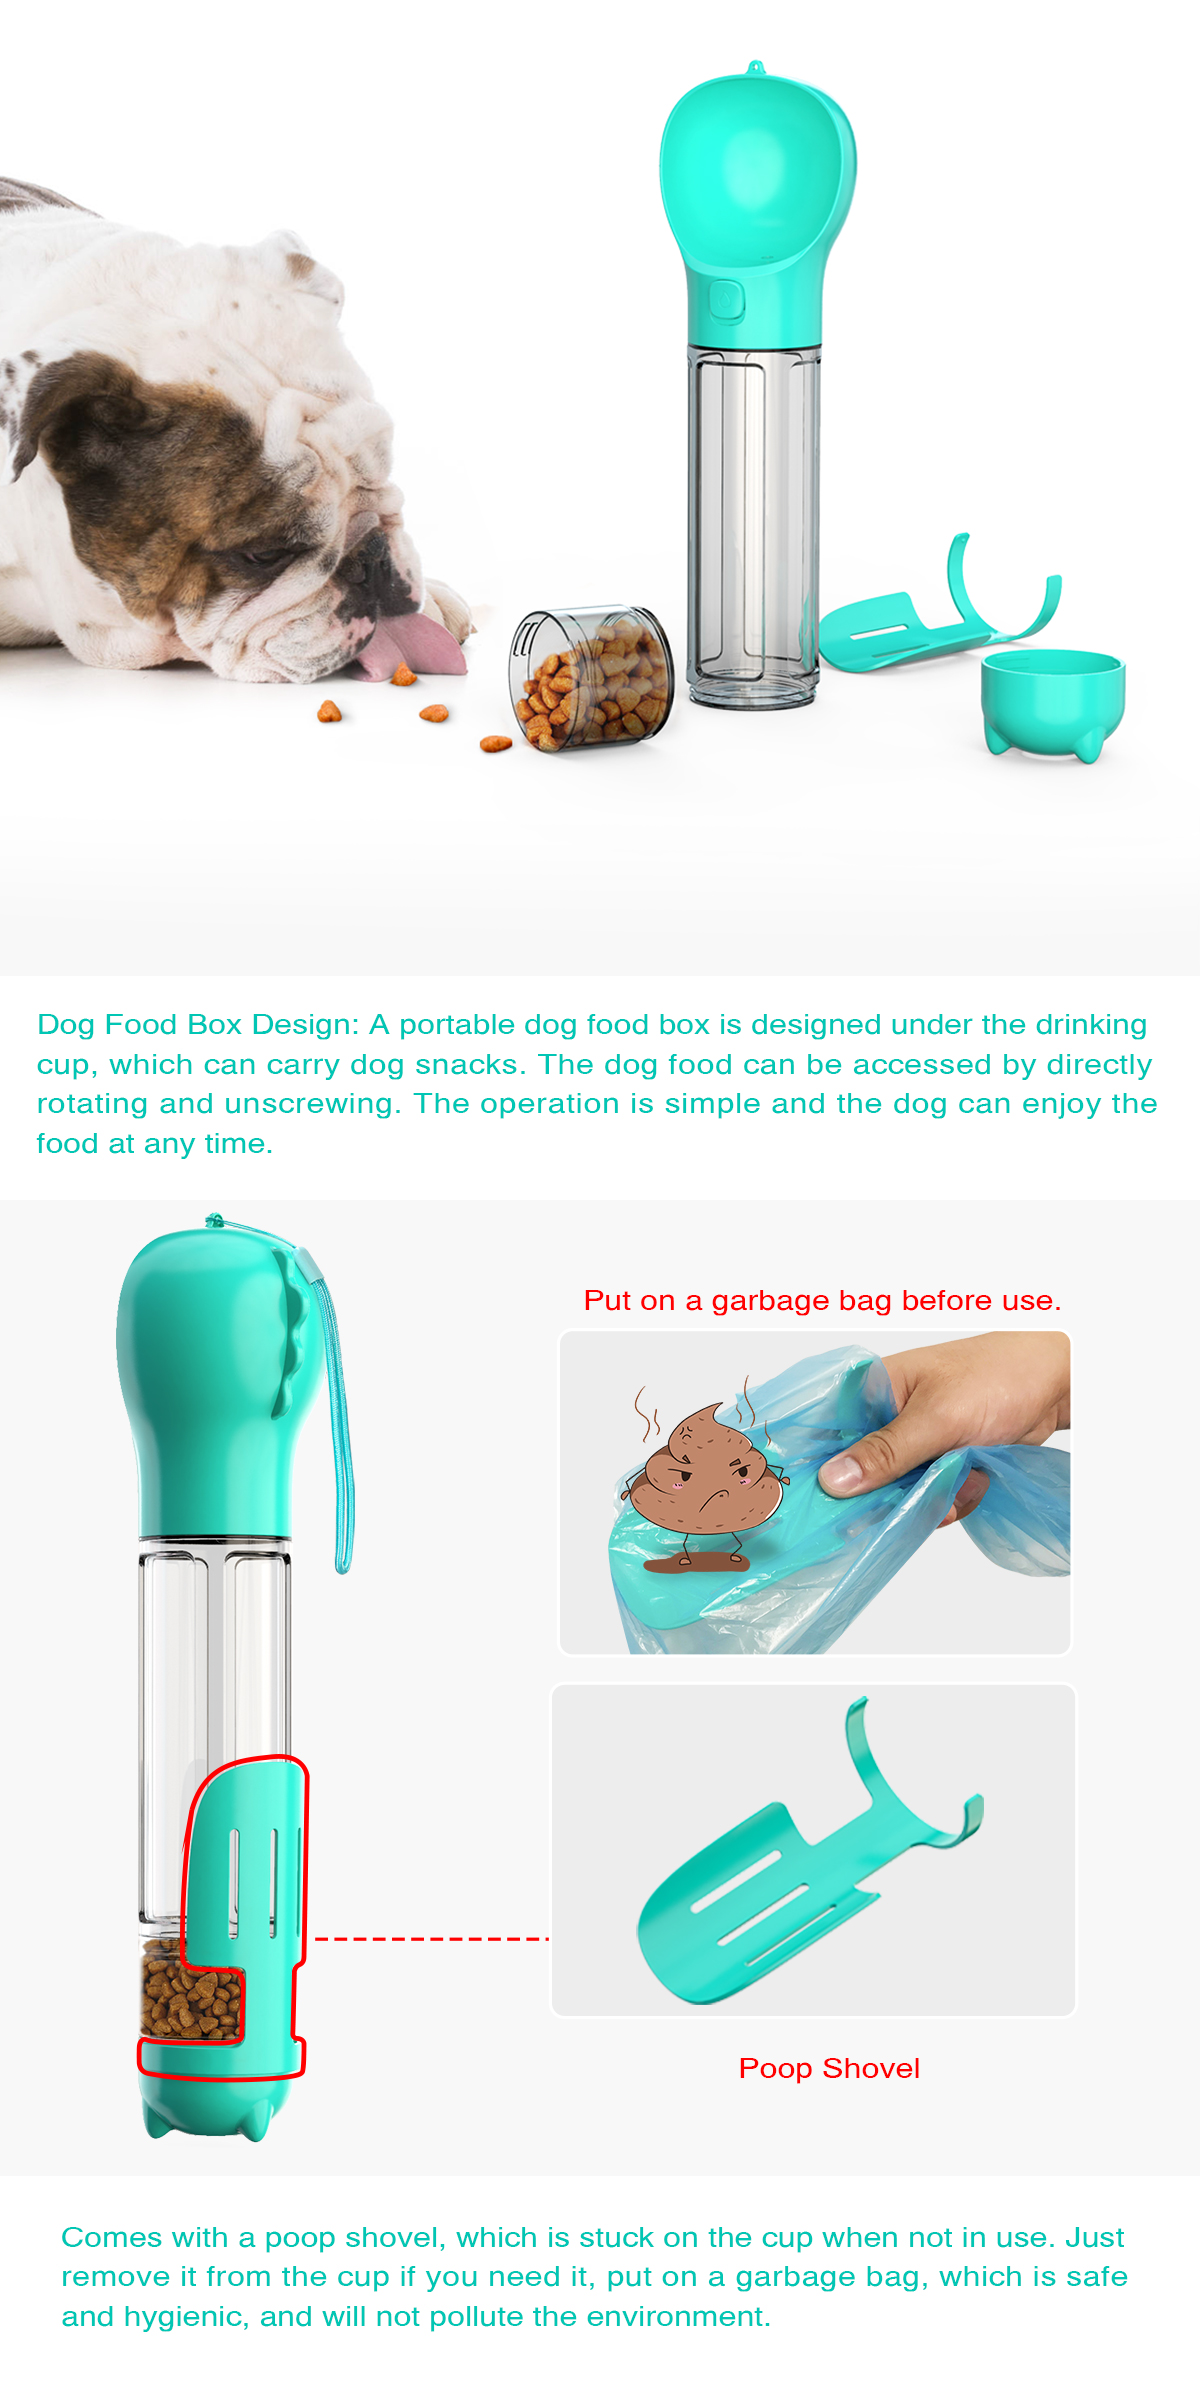 Dog Food Box Design: A portable dog food box is designed under the drinking
cup, which can carry dog snacks. The dog food can be accessed by directly
rotating and unscrewing. The operation is simple and the dog can enjoy the
food at any time.
Put on a garbage bag before use.
Poop Shovel
Comes with a poop shovel, which is stuck on the cup when not in use. Just
remove it from the cup if you need it, put on a garbage bag, which is safe
and hygienic, and will not pollute the environment.